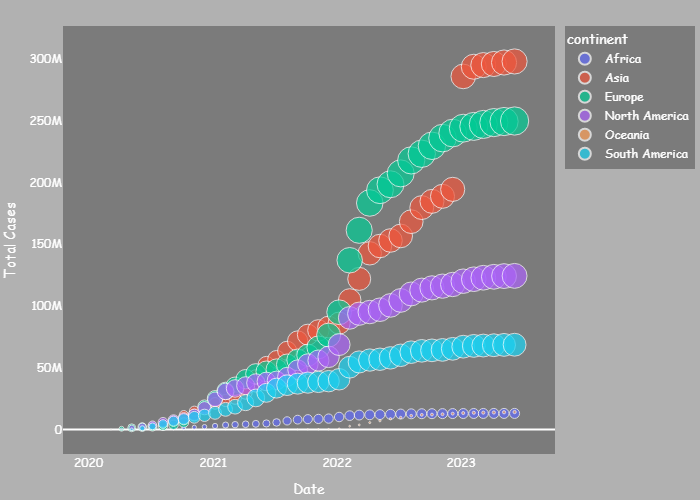 300M
250M
200M
150M
100M
50M
0
Total Cases
2020
2021
2022
2023
Date
continent
Africa
Asia
Europe
North America
Oceania
South America